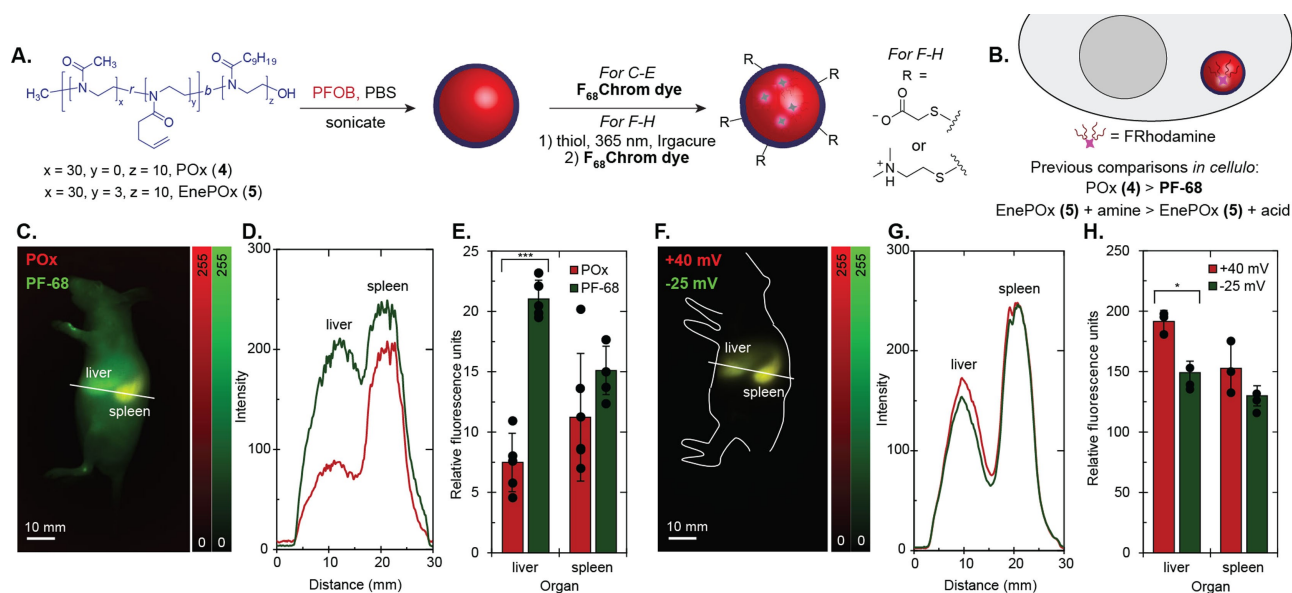 A.
O
CH3
N
H3C
x
r
N
y
b
O
C9H19
N
z
OH
O
x = 30, y = 0, z = 10, POx (4)
x = 30, y = 3, z = 10, EnePOx (5)
PFOB, PBS
sonicate
For C-E
F68Chrom dye
For F-H
1) thiol, 365 nm, Irgacure
2) F68Chrom dye
R
R
R
R
R
For F-H
R =
O
-O
S
or
N
+
H
S
B.
= FRhodamine
Previous comparisons in cellulo:
POx (4) > PF-68
EnePOx (5) + amine > EnePOx (5) + acid
C.
POx
PF-68
liver
spleen
10 mm
255
255
0
0
D.
300
200
100
0
Intensity
liver
spleen
0
10
20
30
Distance (mm)
E.
25
20
15
10
5
0
Relative fluorescence units
***
POx
PF-68
liver
spleen
Organ
F.
+40 mV
-25 mV
liver
spleen
10 mm
255
255
0
0
G.
300
200
100
0
Intensity
liver
spleen
0
10
20
30
Distance (mm)
H.
250
200
150
125
50
0
Relative fluorescence units
*
+40 mV
-25 mV
liver
spleen
Organ